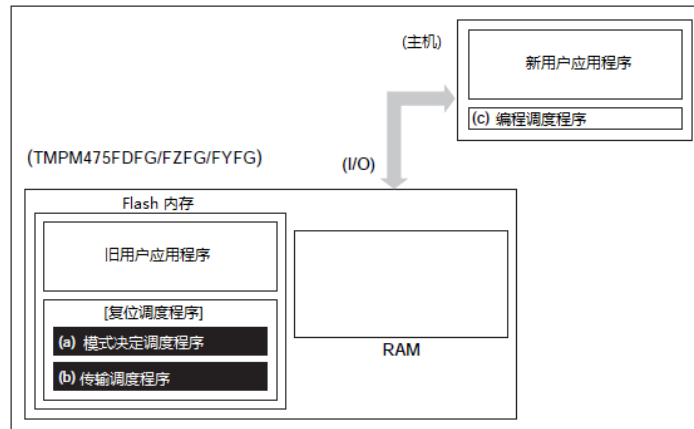 (主机)
新用户应用程序
(c) 编程调度程序
(TMPM475FDFG/FZFG/FYFG)
(I/O)
Flash 内存
旧用户应用程序
[复位调度程序]
(a) 模式决定调度程序
(b) 传输调度程序
RAM